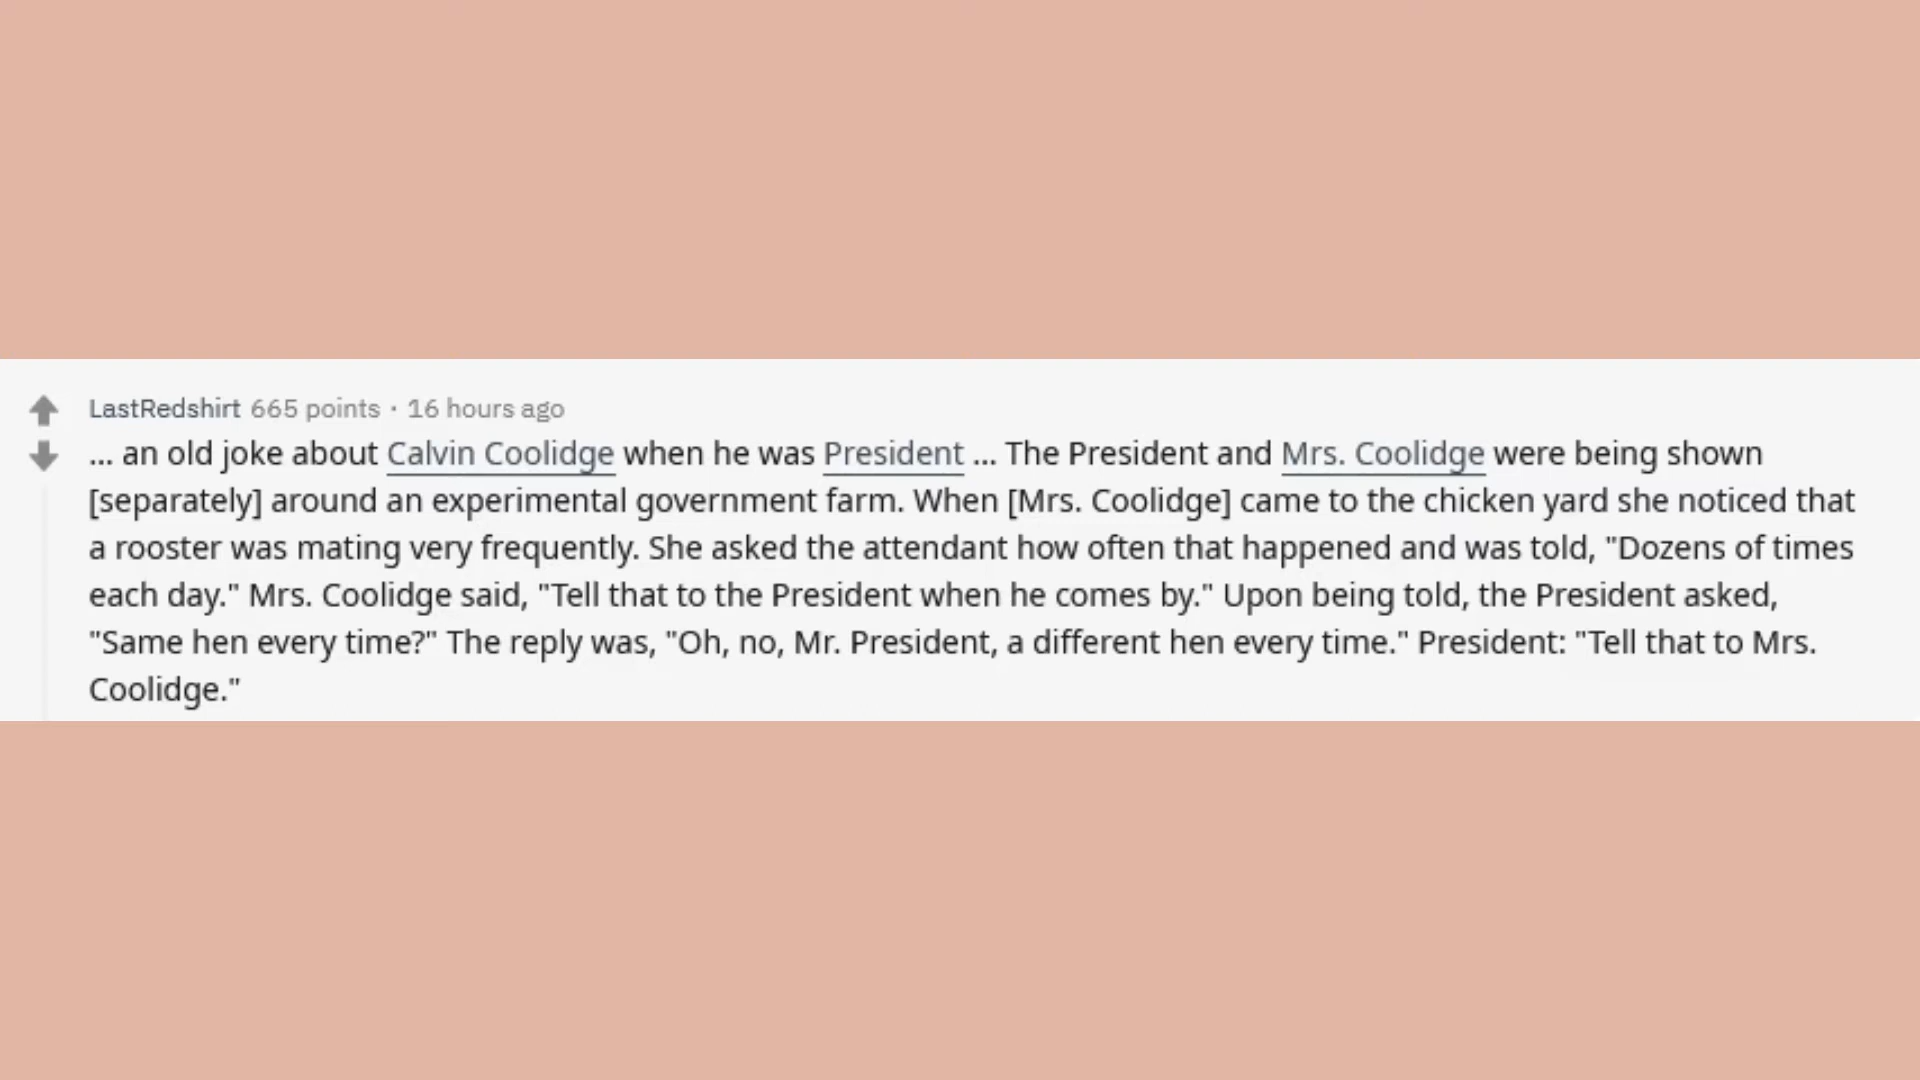 LastRedshirt 665 points · 16 hours ago
... an old joke about Calvin Coolidge when he was President ... The President and Mrs. Coolidge were being shown
[separately] around an experimental government farm. When [Mrs. Coolidge] came to the chicken yard she noticed that
a rooster was mating very frequently. She asked the attendant how often that happened and was told, "Dozens of times
each day." Mrs. Coolidge said, "Tell that to the President when he comes by." Upon being told, the President asked,
"Same hen every time?" The reply was, "Oh, no, Mr. President, a different hen every time." President: "Tell that to Mrs.
Coolidge."